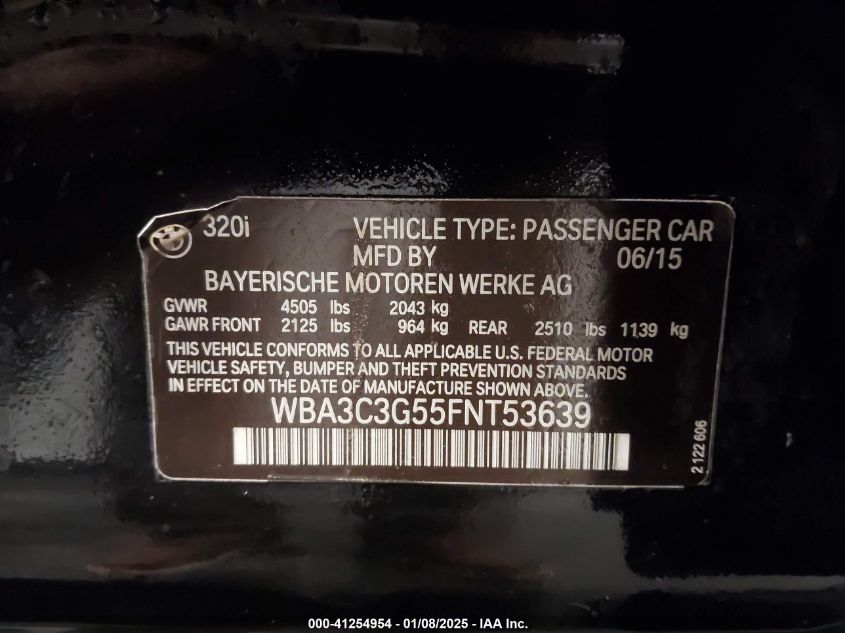 320i VEHICLE TYPE: PASSENGER CAR
MFD BY 06/15
BAYERISCHE MOTOREN WERKE AG
GVWR 4505 lbs 2043 kg
GAWR FRONT 2125 lbs 964 kg REAR 2510 lbs 1139 kg
THIS VEHICLE CONFORMS TO ALL APPLICABLE U.S. FEDERAL MOTOR
VEHICLE SAFETY, BUMPER AND THEFT PREVENTION STANDARDS
IN EFFECT ON THE DATE OF MANUFACTURE SHOWN ABOVE.
WBA3C3G55FNT53639
2 122 606
000-41254954 - 01/08/2025 - IAA Inc.